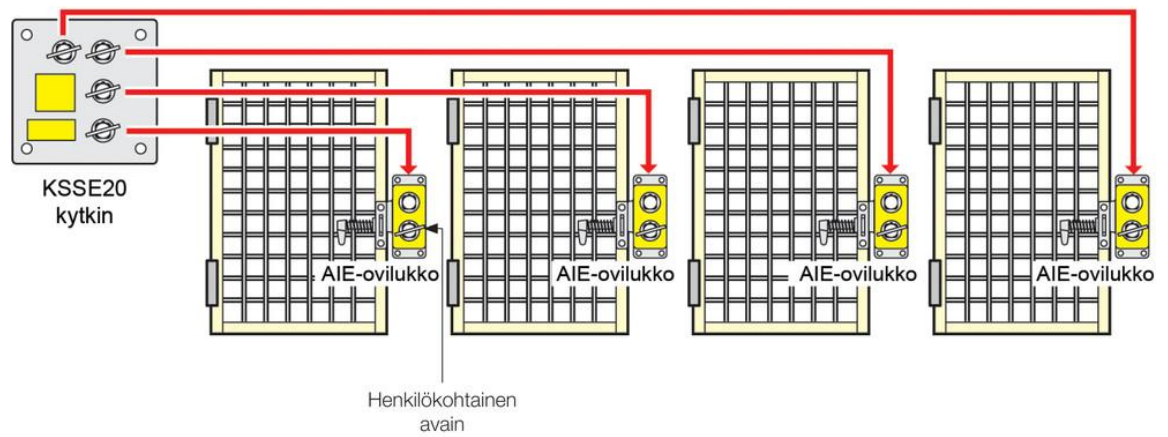 KSSE20
kytkin
AIE-ovilukko
AIE-ovilukko
AIE-ovilukko
AIE-ovilukko
Henkilökohtainen
avain